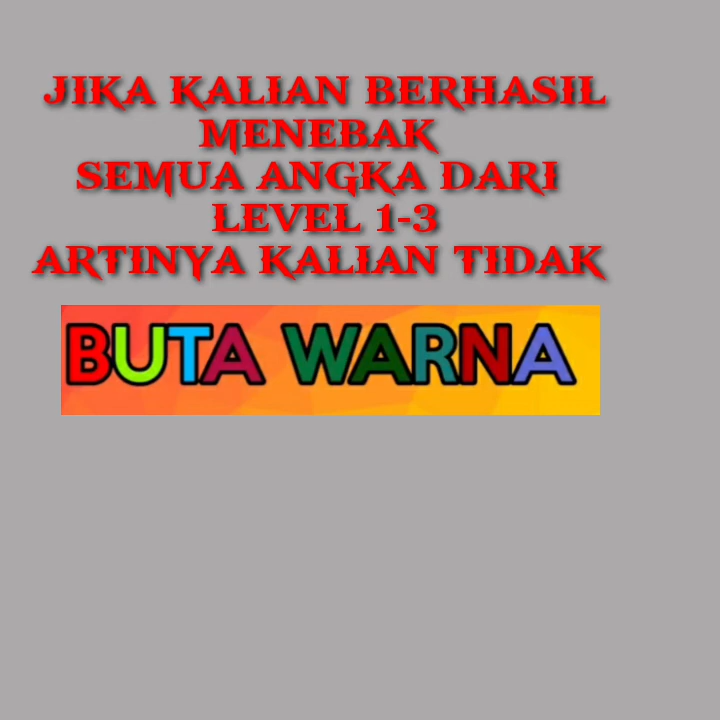 JIKA KALIAN BERHASIL
MENEBAK
SEMUA ANGKA DARI
LEVEL 1-3
ARTINYA KALIAN TIDAK
BUTA WARNA